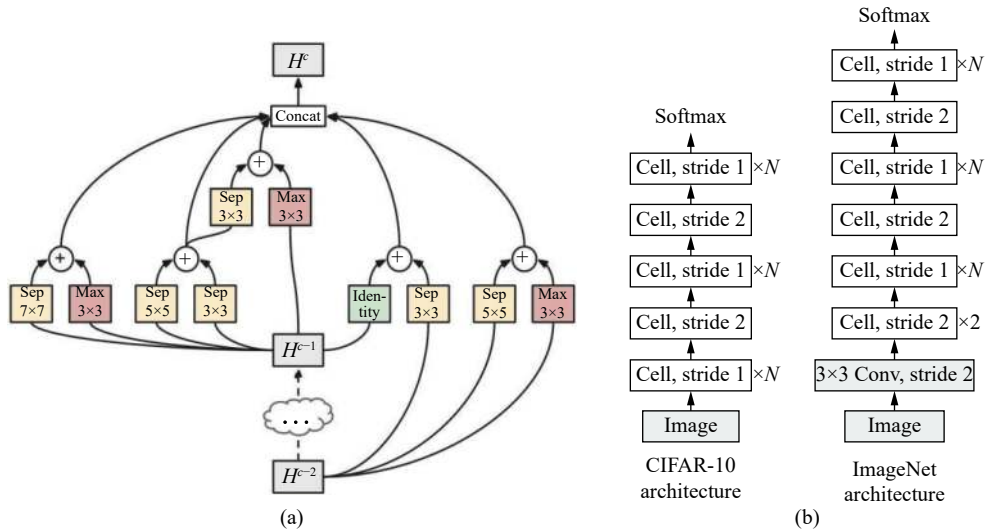 H^c
Concat
+
Sep 3×3
Max 3×3
+
+
+
+
Sep 7×7
Max 3×3
Sep 5×5
Sep 3×3
Iden-tity
Sep 3×3
Sep 5×5
Max 3×3
H^{c−1}
...
H^{c−2}
(a)
Softmax
Cell, stride 1 ×N
Cell, stride 2
Cell, stride 1 ×N
Cell, stride 2
Cell, stride 1 ×N
Image
CIFAR-10
architecture
Softmax
Cell, stride 1 ×N
Cell, stride 2
Cell, stride 1 ×N
Cell, stride 2
Cell, stride 1 ×N
Cell, stride 2 ×2
3×3 Conv, stride 2
Image
ImageNet
architecture
(b)